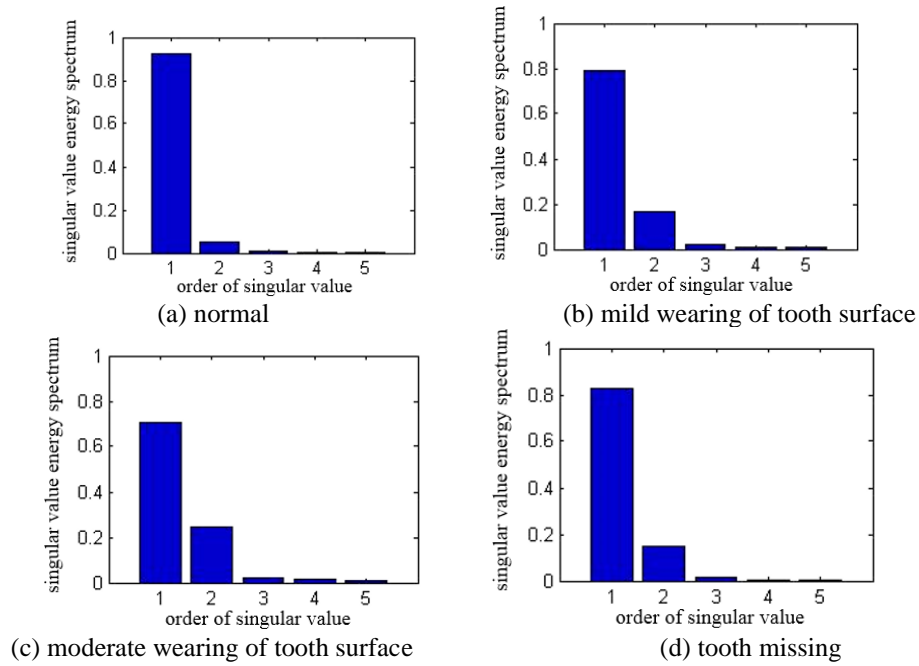 singular value energy spectrum
1
0.8
0.6
0.4
0.2
0
1 2 3 4 5
order of singular value
(a) normal
singular value energy spectrum
1
0.8
0.6
0.4
0.2
0
1 2 3 4 5
order of singular value
(b) mild wearing of tooth surface
singular value energy spectrum
1
0.8
0.6
0.4
0.2
0
1 2 3 4 5
order of singular value
(c) moderate wearing of tooth surface
singular value energy spectrum
1
0.8
0.6
0.4
0.2
0
1 2 3 4 5
order of singular value
(d) tooth missing